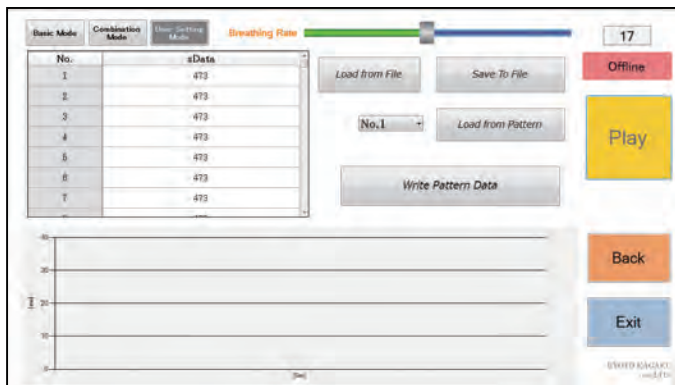 Basic Mode
Combination
Mode
User Setting
Mode
Breathing Rate
17
Offline
No. zData
1 473
2 473
3 473
4 473
5 473
6 473
7 473
Load from File
Save To File
No.1
Load from Pattern
Write Pattern Data
Play
40
30
20
10
0
Back
Exit
KYOTO KAGAKU